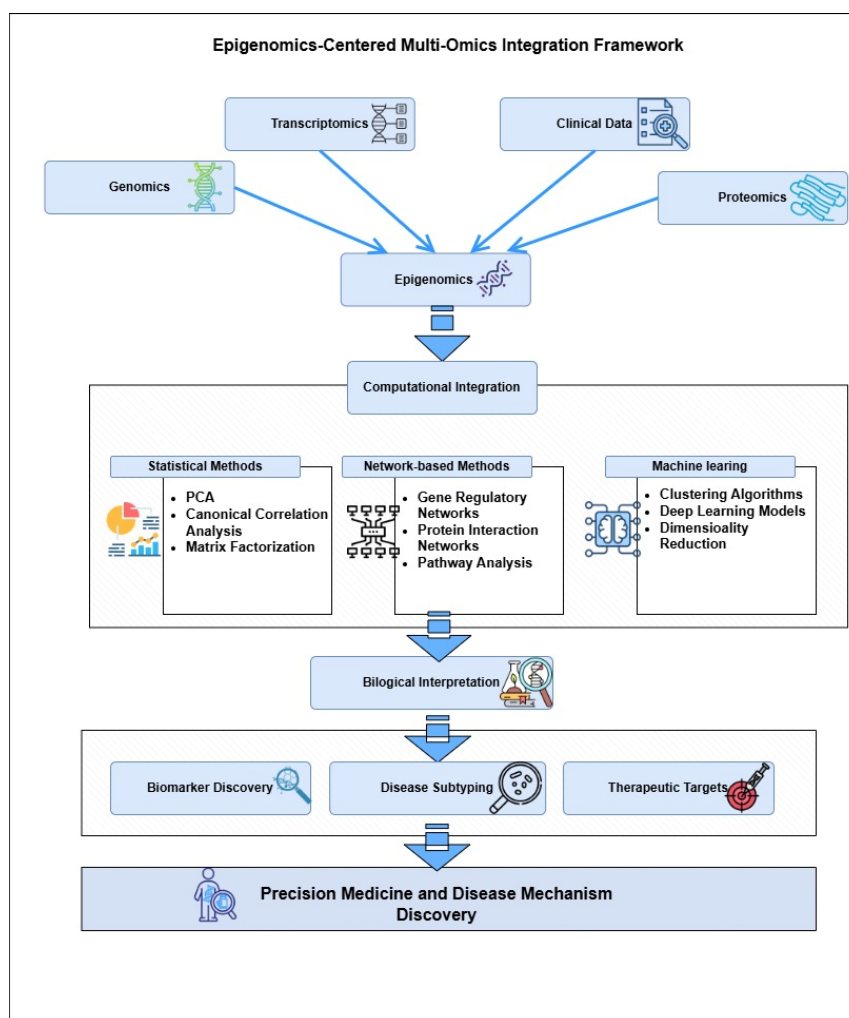 Epigenomics-Centered Multi-Omics Integration Framework
Transcriptomics
Clinical Data
Genomics
Proteomics
Epigenomics
Computational Integration
Statistical Methods
• PCA
• Canonical Correlation
Analysis
• Matrix Factorization
Network-based Methods
• Gene Regulatory
Networks
• Protein Interaction
Networks
• Pathway Analysis
Machine learing
• Clustering Algorithms
• Deep Learning Models
• Dimensioality
Reduction
Bilogical Interpretation
Biomarker Discovery
Disease Subtyping
Therapeutic Targets
Precision Medicine and Disease Mechanism
Discovery